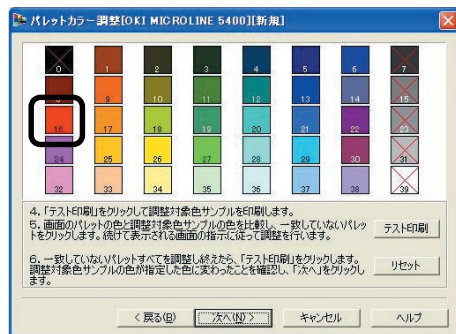 パレットカラー調整[OKI MICROLINE 5400][新規]
0 1 2 3 4 5 6 7
8 9 10 11 12 13 14 15
16 17 18 19 20 21 22 23
24 25 26 27 28 29 30 31
32 33 34 35 36 37 38 39
4. 「テスト印刷」をクリックして調整対象色サンプルを印刷します。
5. 画面のパレットの色と調整対象色サンプルの色を比較し、一致していないパレッ
トをクリックします。続けて表示される画面の指示に従って調整を行います。
テスト印刷
6. 一致していないパレットすべてを調整し終えたら、「テスト印刷」をクリックします。
調整対象色サンプルの色が指定した色に変わったことを確認し、「次へ」をクリックし
ます。
リセット
< 戻る(B) 次へ(N) > キャンセル ヘルプ